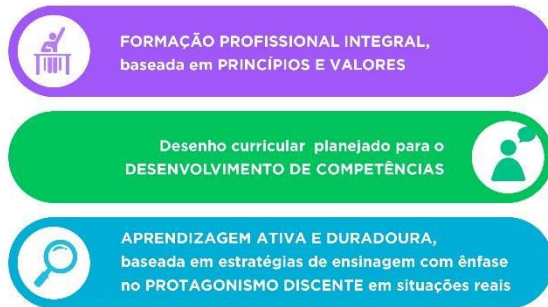 FORMAÇÃO PROFISSIONAL INTEGRAL,
baseada em PRINCÍPIOS E VALORES
Desenho curricular planejado para o
DESENVOLVIMENTO DE COMPETÊNCIAS
APRENDIZAGEM ATIVA E DURADOURA,
baseada em estratégias de ensinagem com ênfase
no PROTAGONISMO DISCENTE em situações reais